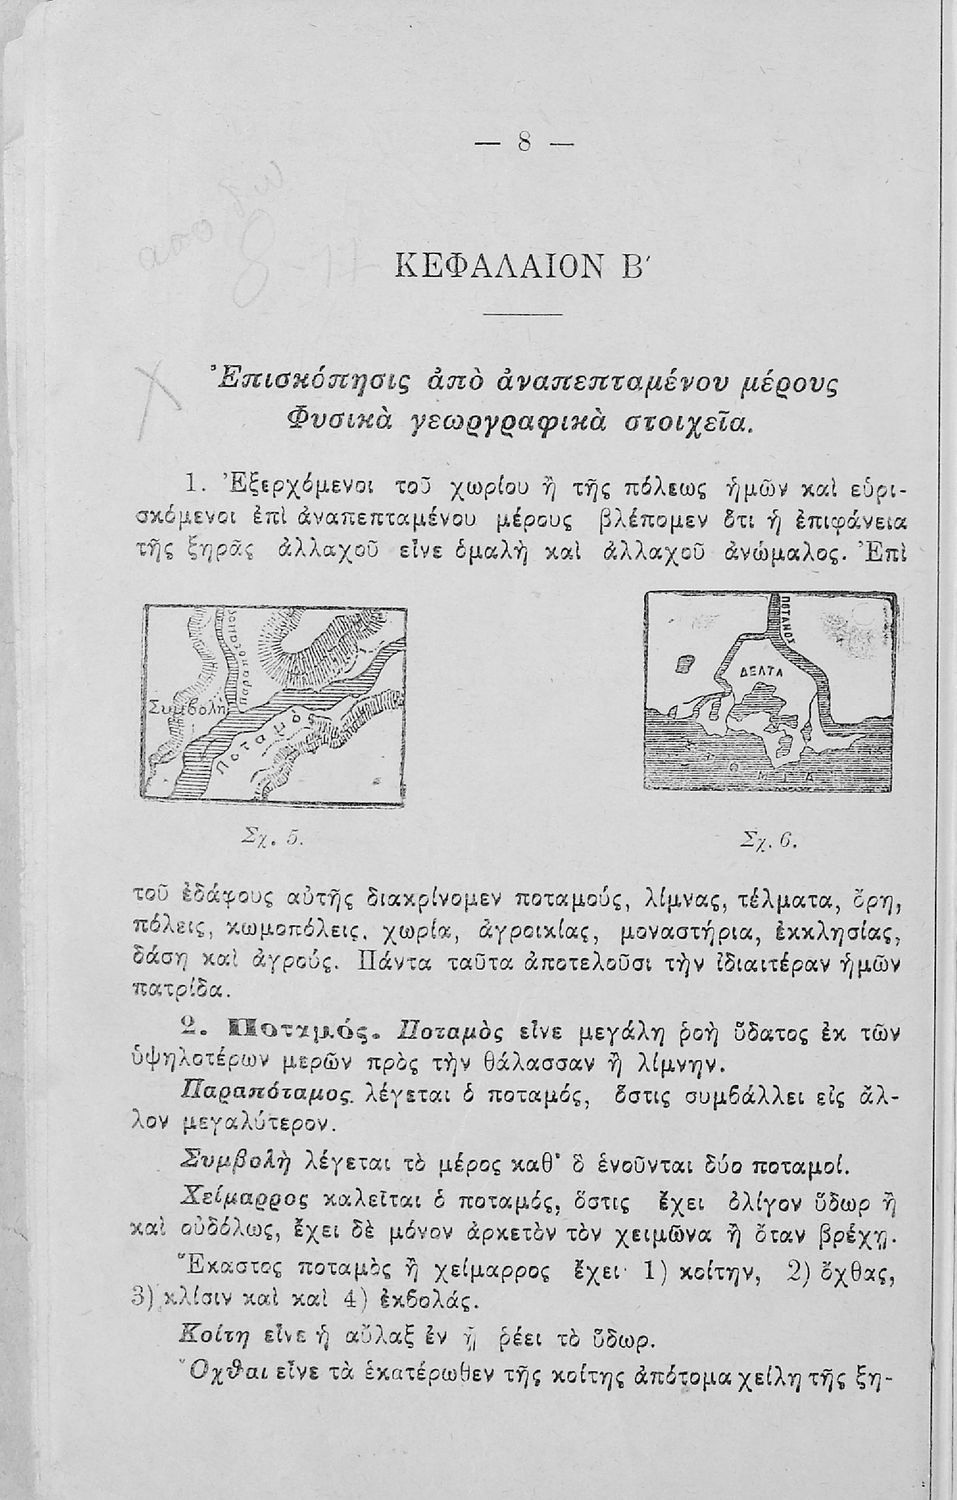 — 8 —
ΚΕΦΑΛΑΙΟΝ Β΄
Ἐπισκόπησις ἀπὸ ἀναπεπταμένου μέρους
Φυσικὰ γεωργραφικὰ στοιχεῖα.
1. Ἐξερχόμενοι τοῦ χωρίου ἢ τῆς πόλεως ἡμῶν καὶ εὑρι-
σκόμενοι ἐπὶ ἀναπεπταμένου μέρους βλέπομεν ὅτι ἡ ἐπιφάνεια
τῆς ξηρᾶς ἀλλαχοῦ εἶνε ὁμαλὴ καὶ ἀλλαχοῦ ἀνώμαλος. Ἐπὶ
Συμβολὴ
Ποταμός
ΠΟΤΑΜΟΣ
ΔΕΛΤΑ
Σχ. 5.
Σχ. 6.
τοῦ ἐδάφους αὐτῆς διακρίνομεν ποταμούς, λίμνας, τέλματα, ὄρη,
πόλεις, κωμοπόλεις, χωρία, ἀγροικίας, μοναστήρια, ἐκκλησίας,
δάση καὶ ἀγρούς. Πάντα ταῦτα ἀποτελοῦσι τὴν ἰδιαιτέραν ἡμῶν
πατρίδα.
2. Ποταμός. Ποταμὸς εἶνε μεγάλη ῥοὴ ὕδατος ἐκ τῶν
ὑψηλοτέρων μερῶν πρὸς τὴν θάλασσαν ἢ λίμνην.
Παραπόταμος. λέγεται ὁ ποταμός, ὅστις συμβάλλει εἰς ἄλ-
λον μεγαλύτερον.
Συμβολὴ λέγεται τὸ μέρος καθ' ὃ ἑνοῦνται δύο ποταμοί.
Χείμαρρος καλεῖται ὁ ποταμός, ὅστις ἔχει ὀλίγον ὕδωρ ἢ
καὶ οὐδόλως, ἔχει δὲ μόνον ἀρκετὸν τὸν χειμῶνα ἢ ὅταν βρέχῃ.
Ἕκαστος ποταμὸς ἢ χείμαρρος ἔχει 1) κοίτην, 2) ὄχθας,
3) κλίσιν καὶ καὶ 4) ἐκβολάς.
Κοίτη εἶνε ἡ αὖλαξ ἐν ᾗ ῥέει τὸ ὕδωρ.
Ὄχθαι εἶνε τὰ ἑκατέρωθεν τῆς κοίτης ἀπότομα χείλη τῆς ξη-